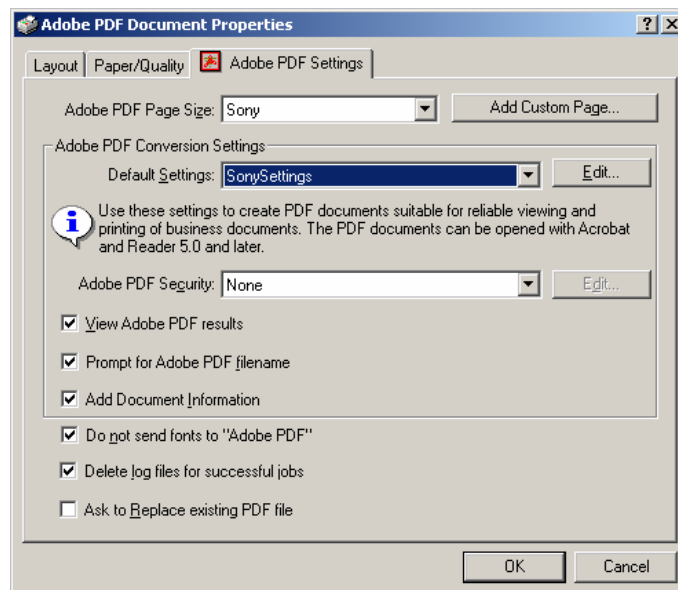 Adobe PDF Document Properties
Layout Paper/Quality Adobe PDF Settings
Adobe PDF Page Size: Sony Add Custom Page...
Adobe PDF Conversion Settings
Default Settings: SonySettings Edit...
Use these settings to create PDF documents suitable for reliable viewing and
printing of business documents. The PDF documents can be opened with Acrobat
and Reader 5.0 and later.
Adobe PDF Security: None Edit...
View Adobe PDF results
Prompt for Adobe PDF filename
Add Document Information
Do not send fonts to "Adobe PDF"
Delete log files for successful jobs
Ask to Replace existing PDF file
OK Cancel